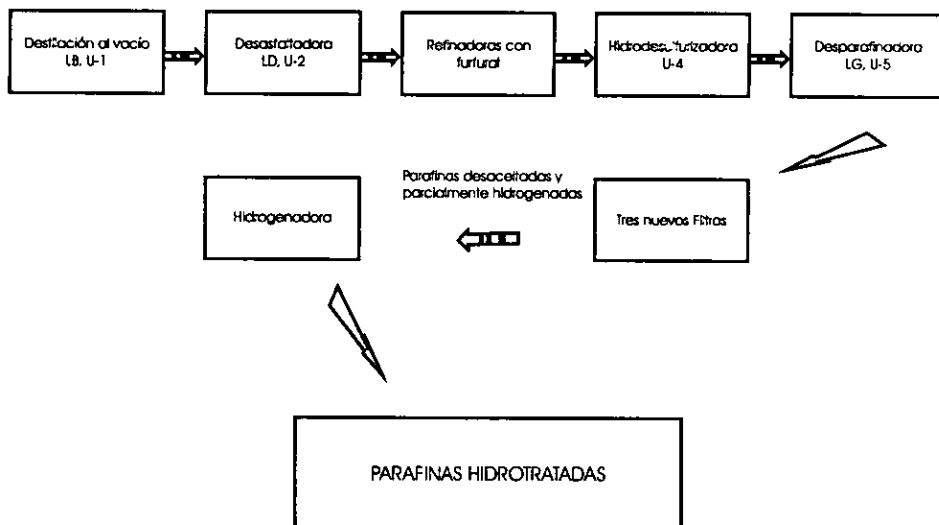 Destilación al vacío
LB, U-1
Desasfaltadora
LD, U-2
Refinadoras con
furfural
Hidrodesulfurizadora
U-4
Desparafinadora
LG, U-5
Parafinas desaceitadas y
parcialmente hidrogenadas
Hidrogenadora
Tres nuevos Filtros
PARAFINAS HIDROTRATADAS